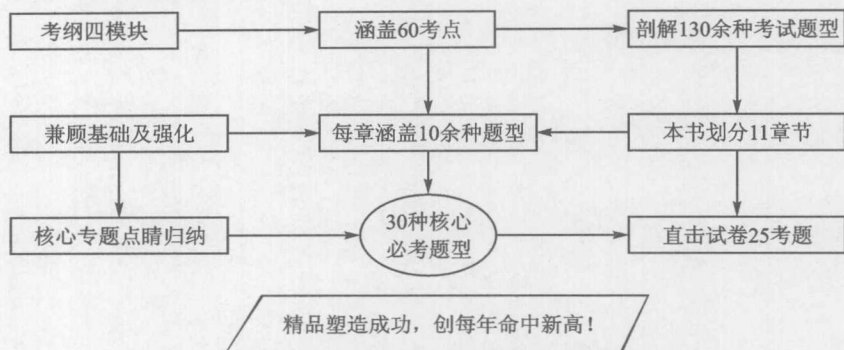 考纲四模块
涵盖60考点
剖解130余种考试题型
兼顾基础及强化
每章涵盖10余种题型
本书划分11章节
核心专题点睛归纳
30种核心
必考题型
直击试卷25考题
精品塑造成功，创每年命中新高！